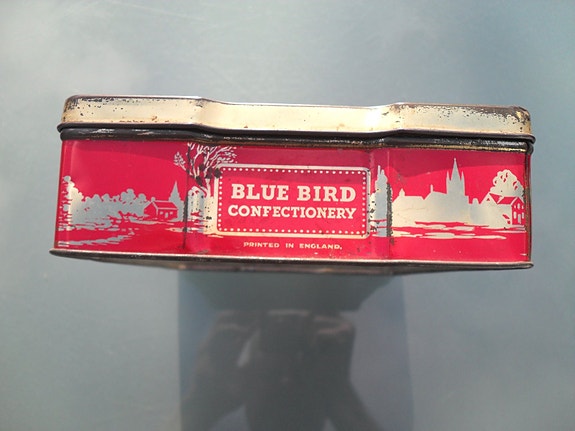 BLUE BIRD
CONFECTIONERY
PRINTED IN ENGLAND.